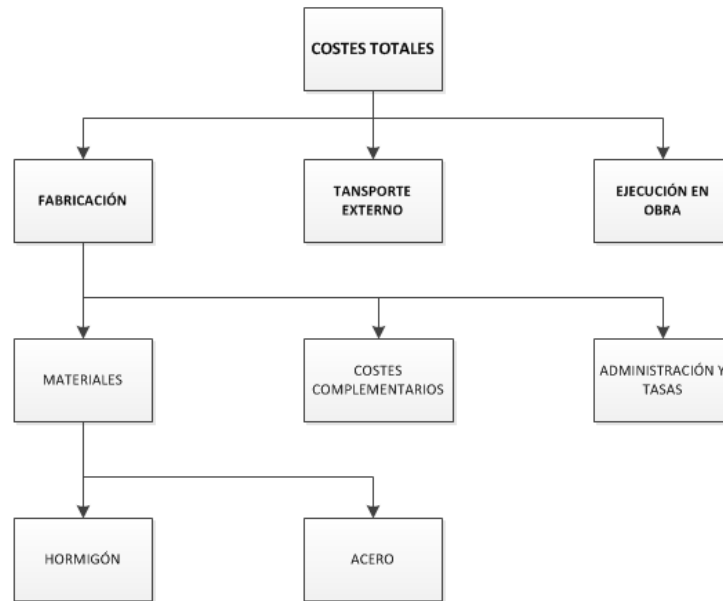 COSTES TOTALES
FABRICACIÓN
TANSPORTE
EXTERNO
EJECUCIÓN EN
OBRA
MATERIALES
COSTES
COMPLEMENTARIOS
ADMINISTRACIÓN Y
TASAS
HORMIGÓN
ACERO